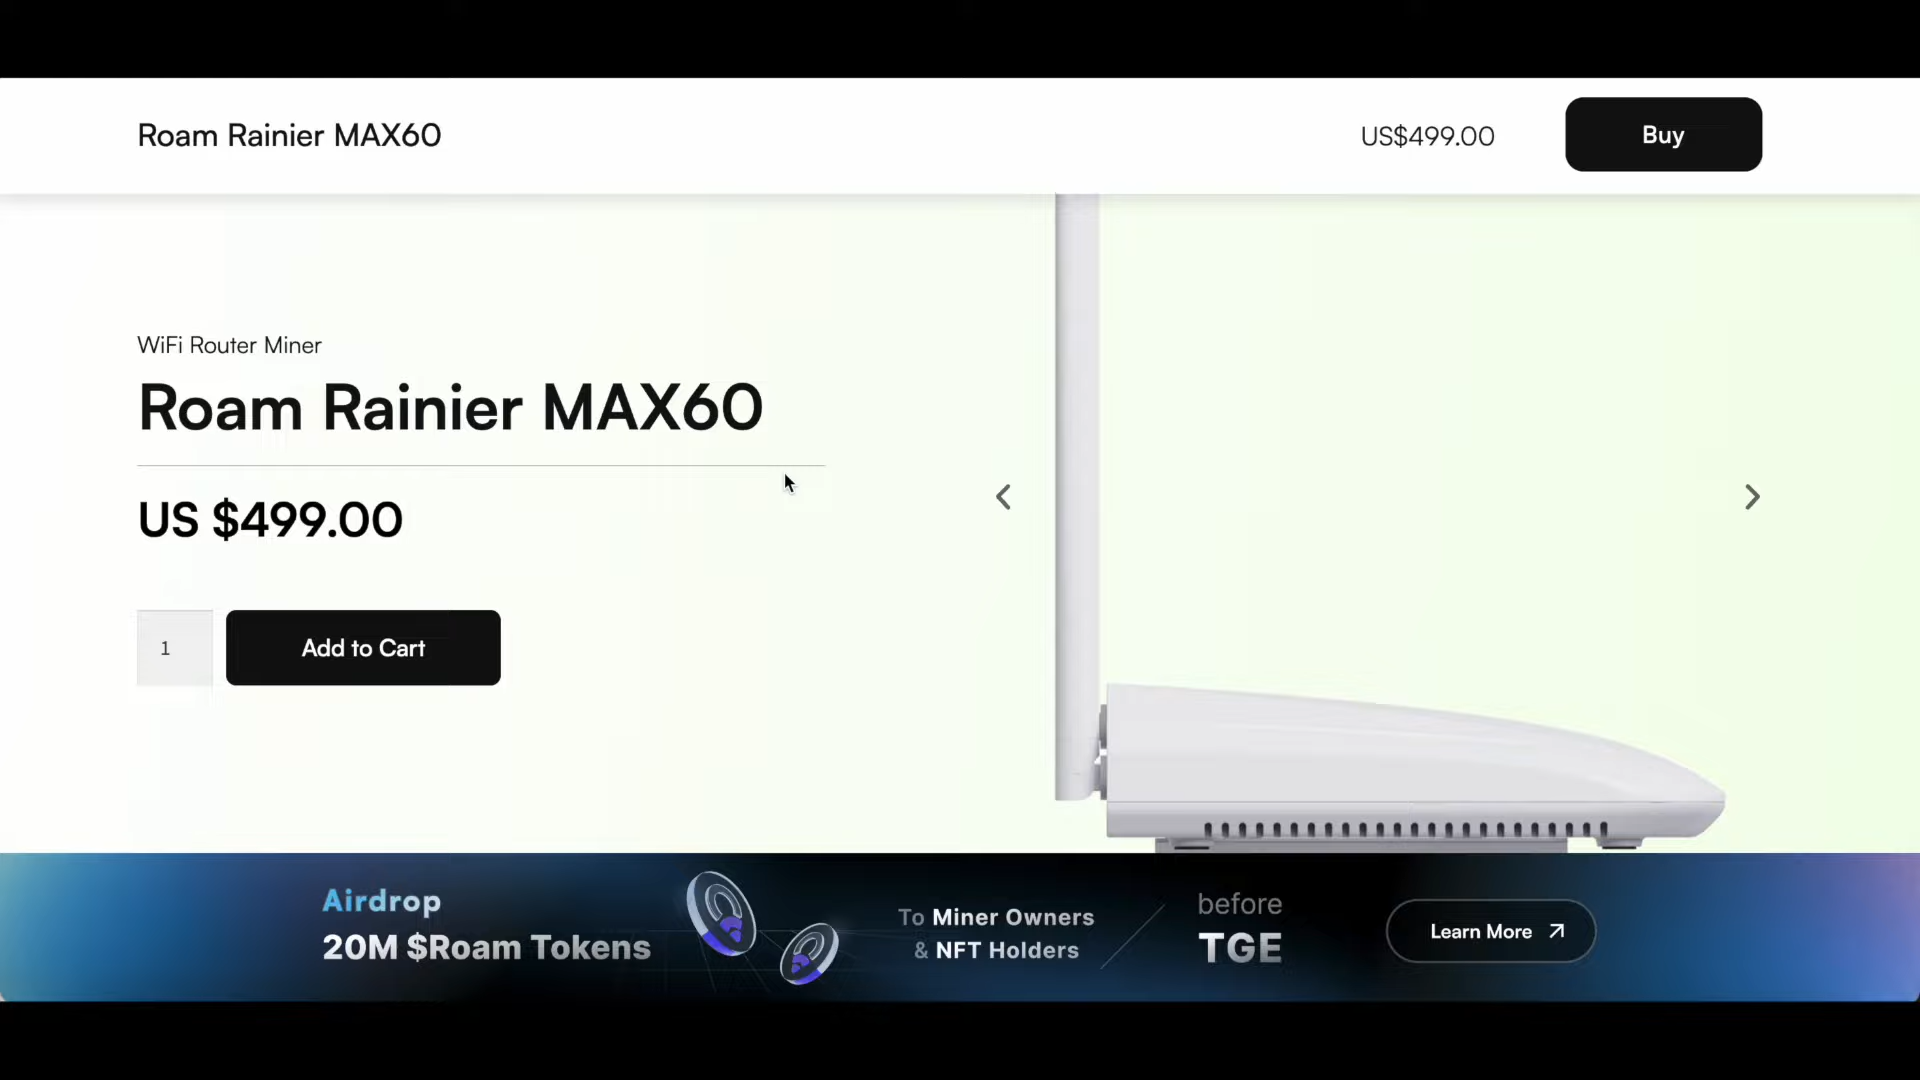 Roam Rainier MAX60
US$499.00
Buy
WiFi Router Miner
Roam Rainier MAX60
US $499.00
1
Add to Cart
Airdrop
20M $Roam Tokens
To Miner Owners
& NFT Holders
before
TGE
Learn More